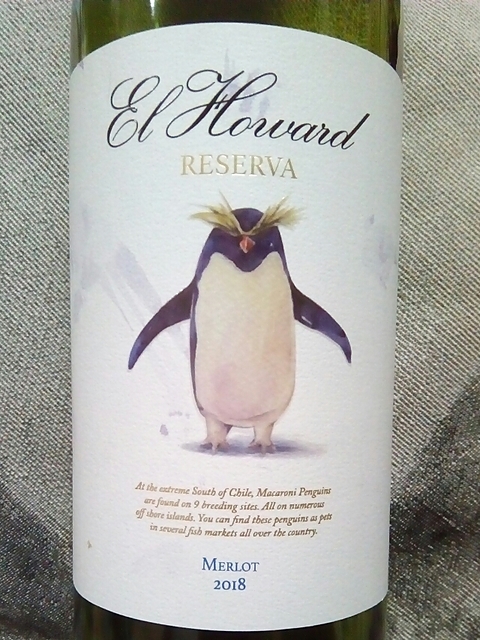 El Howard
RESERVA
At the extreme South of Chile, Macaroni Penguins
are found on 9 breeding sites. All on numerous
off shore islands. You can find these penguins as pets
in several fish markets all over the country.
MERLOT
2018